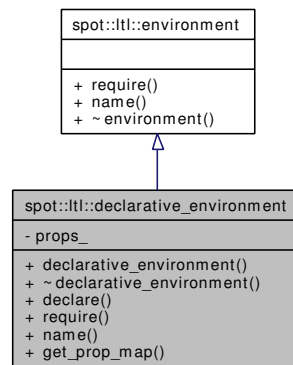 spot::ltl::environment
+ require()
+ name()
+ ~environment()
spot::ltl::declarative_environment
- props_
+ declarative_environment()
+ ~declarative_environment()
+ declare()
+ require()
+ name()
+ get_prop_map()